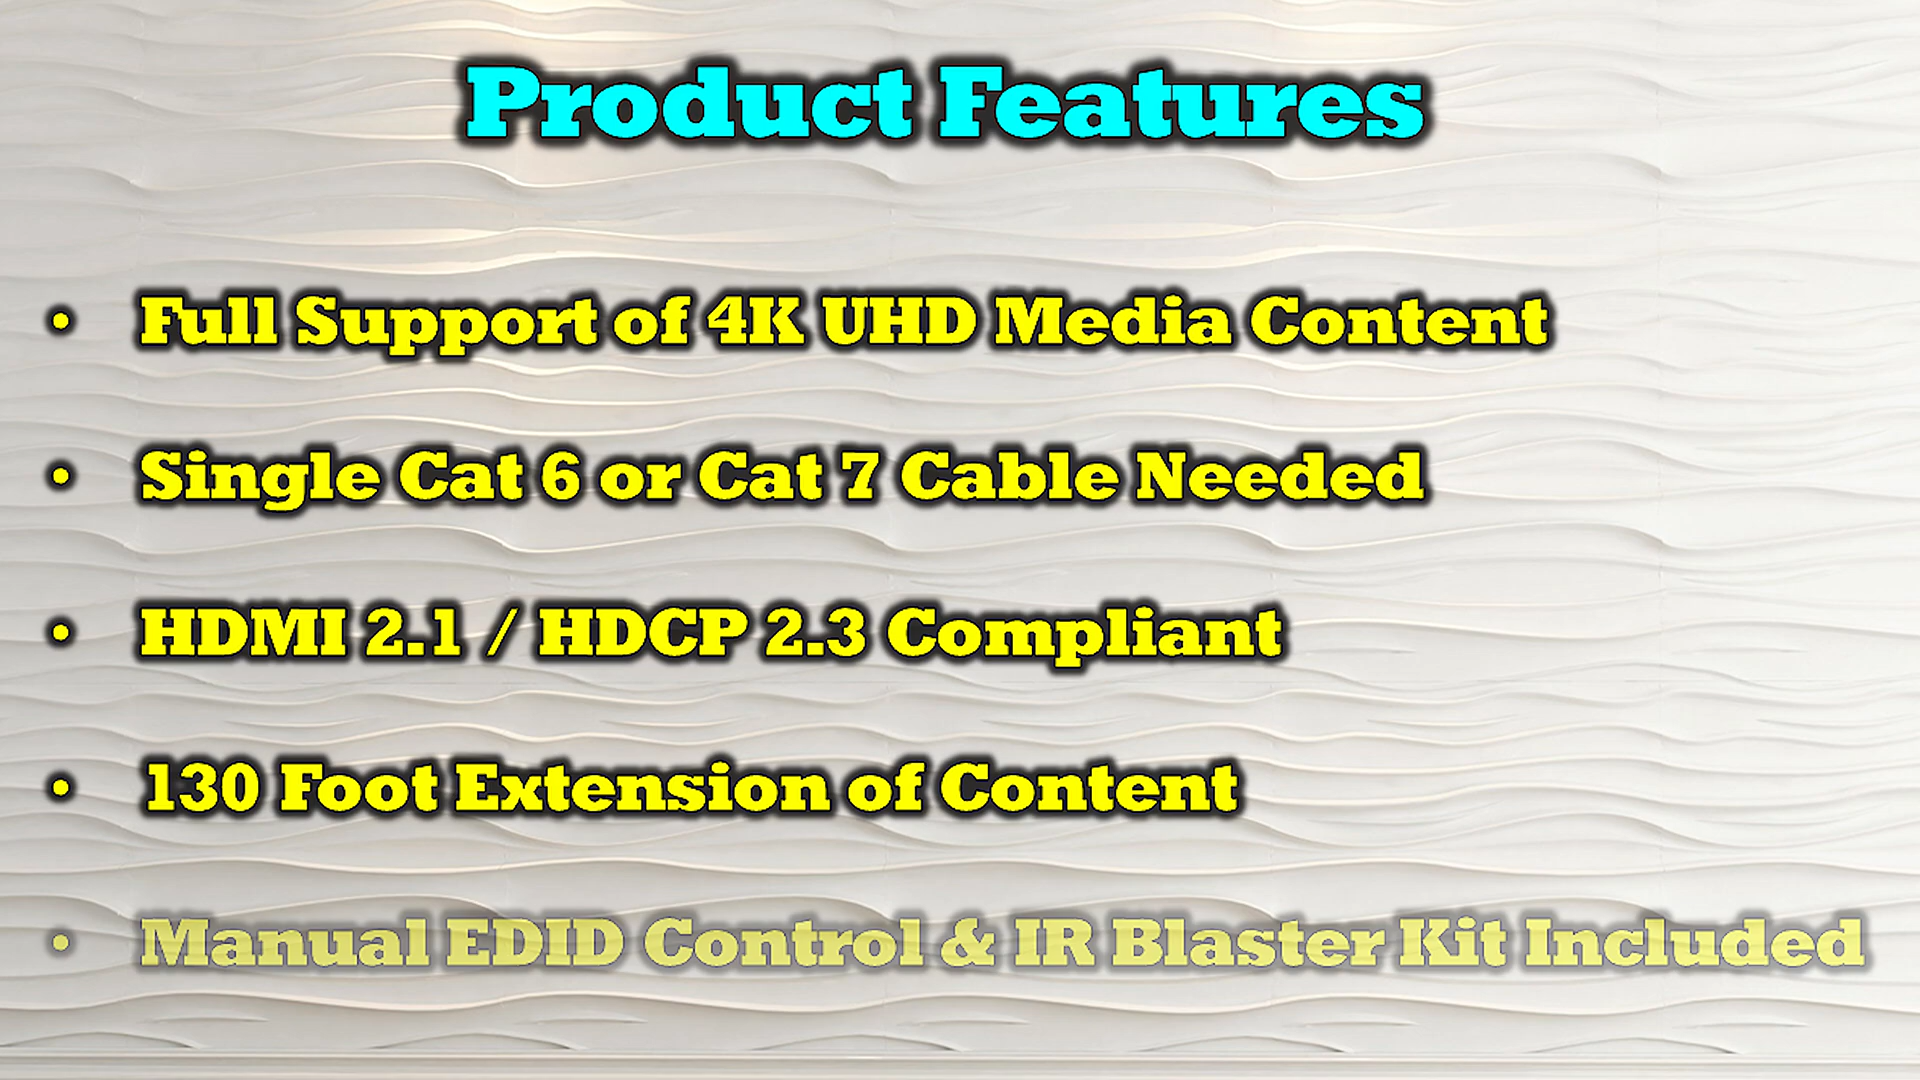 Product Features
• Full Support of 4K UHD Media Content
• Single Cat 6 or Cat 7 Cable Needed
• HDMI 2.1 / HDCP 2.3 Compliant
• 130 Foot Extension of Content
• Manual EDID Control & IR Blaster Kit Included